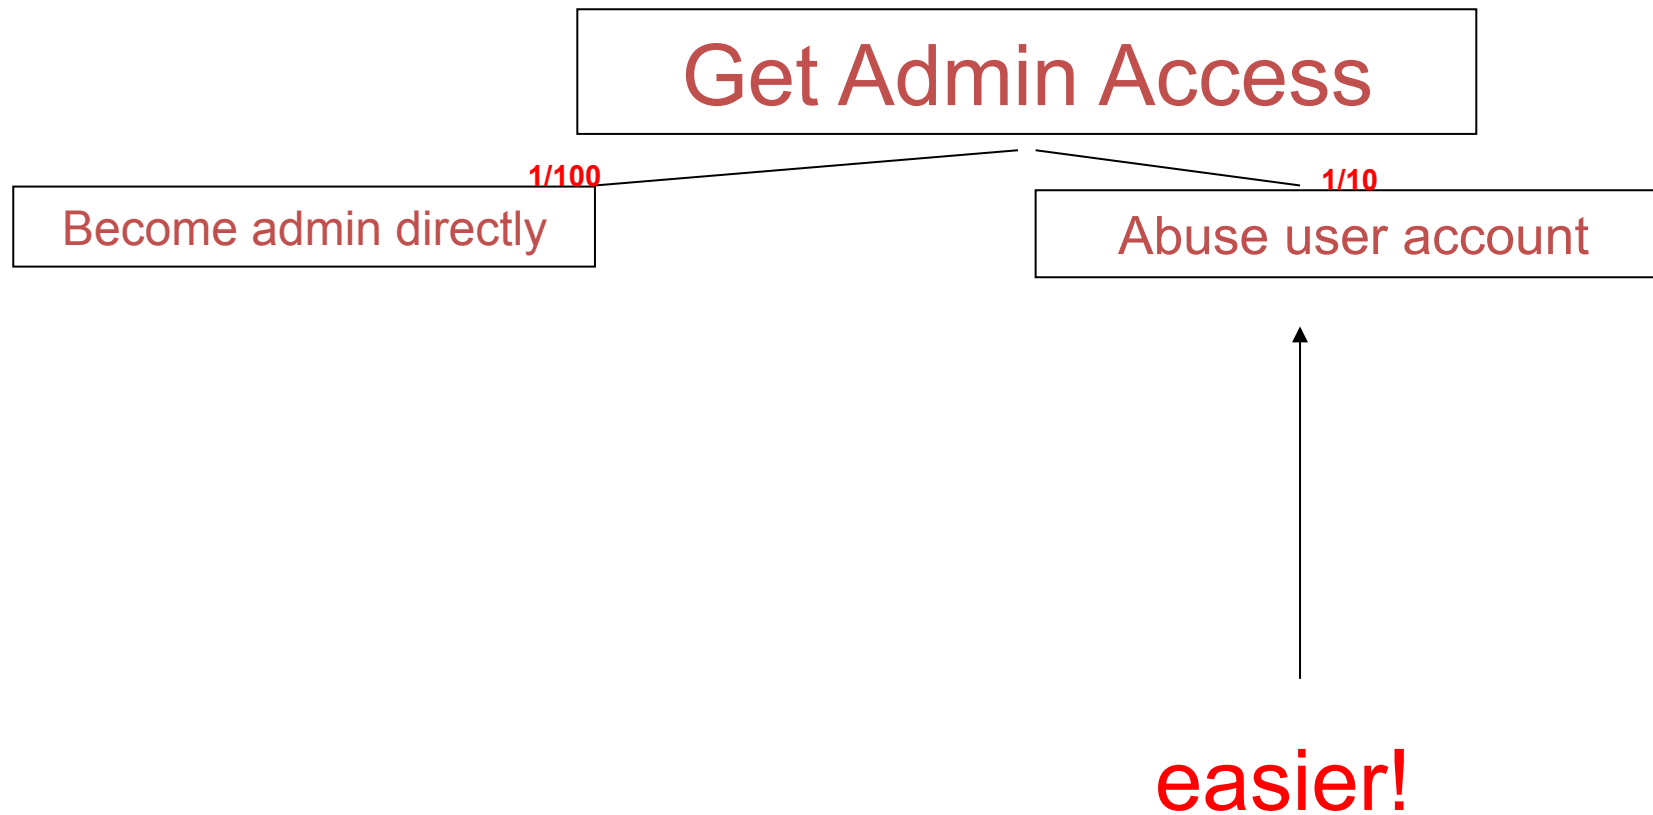 Get Admin Access
1/100
1/10
Become admin directly
Abuse user account
easier!